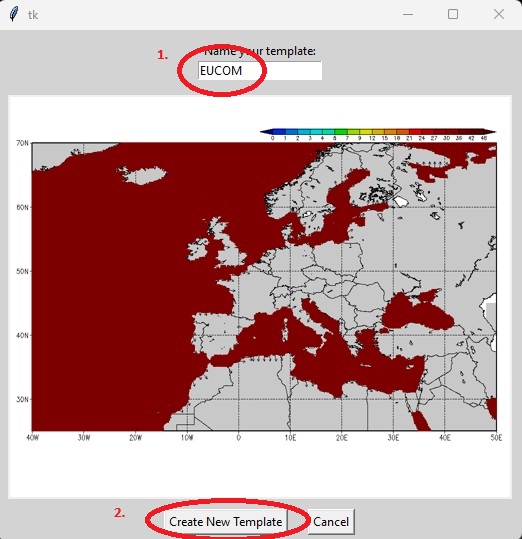 tk
1.
Name your template:
EUCOM
0 1 2 3 6 9 12 15 18 21 24 27 30 36 42 48
70N
60N
50N
40N
30N
40W 30W 20W 10W 0 10E 20E 30E 40E 50E
2.
Create New Template Cancel